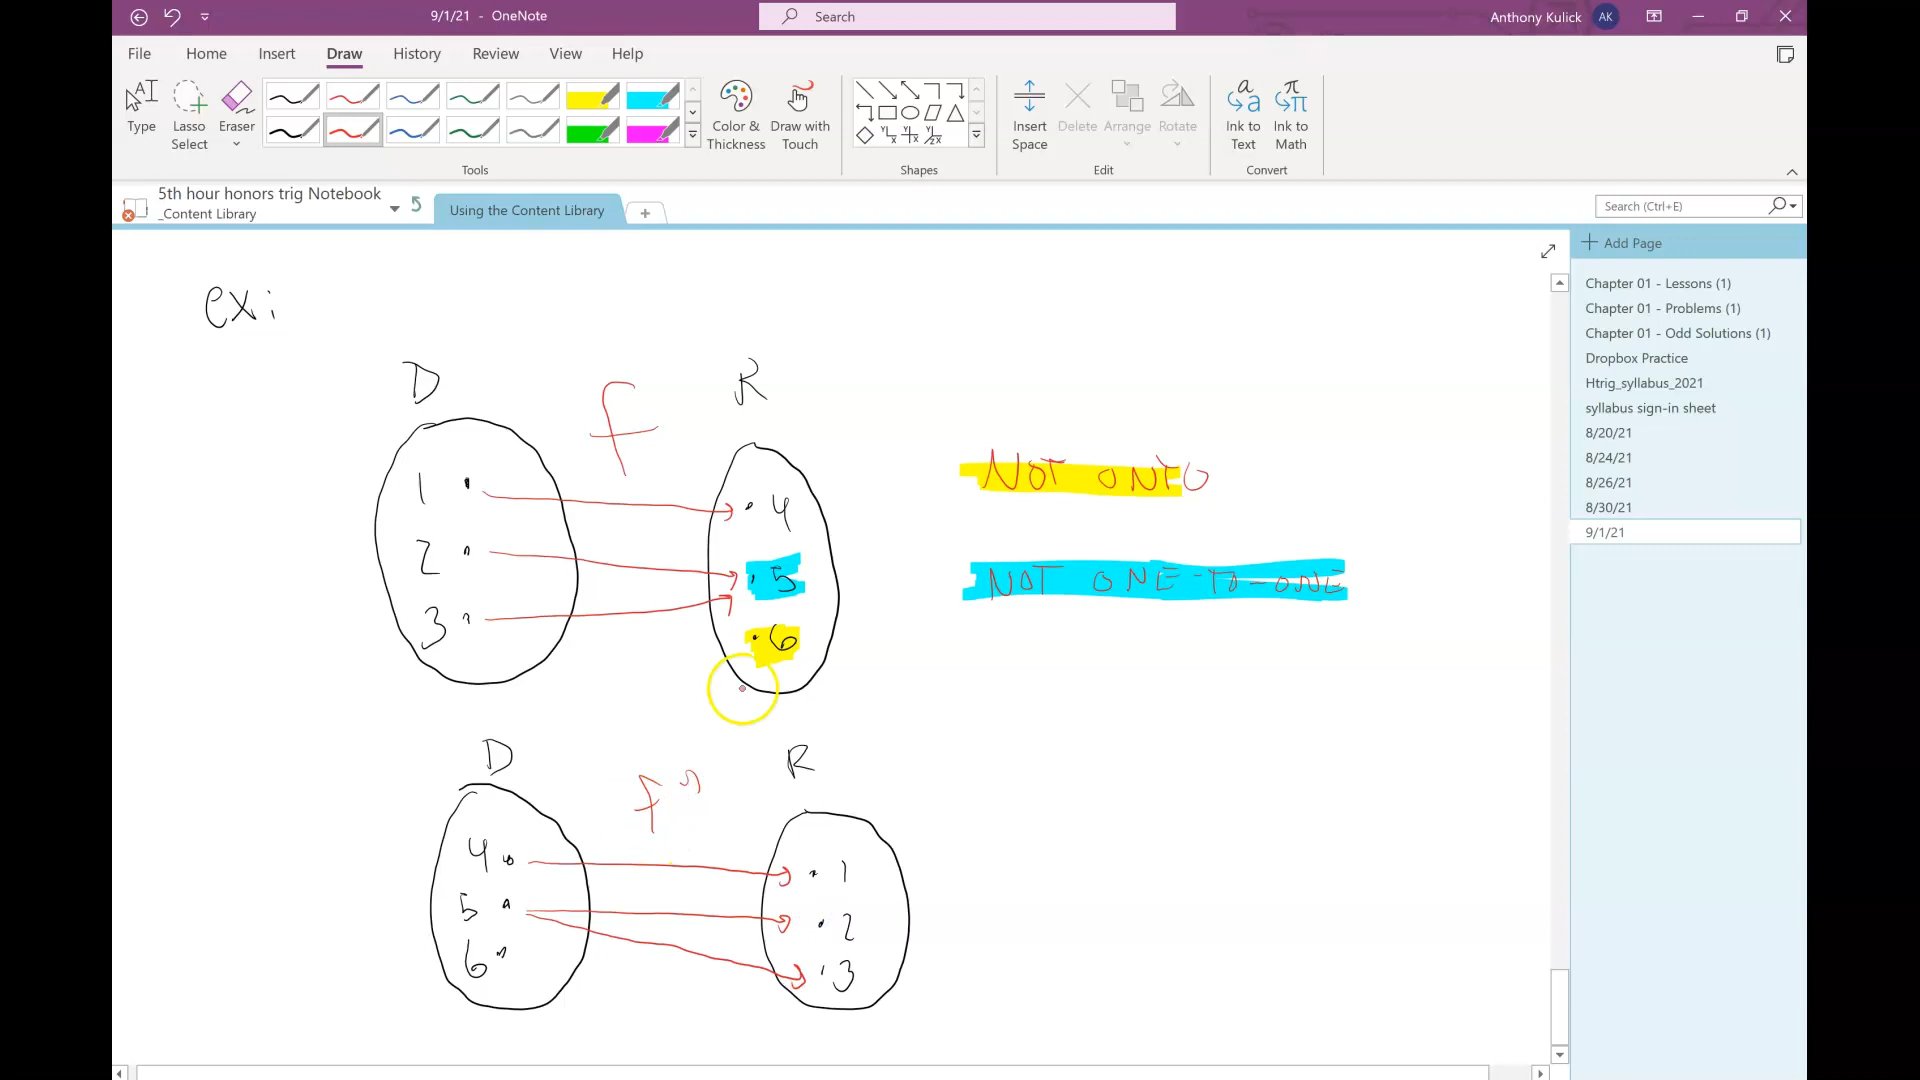 9/1/21 - OneNote
Search
Anthony Kulick AK
File Home Insert Draw History Review View Help
Type
Lasso Select
Eraser
Color & Thickness
Draw with Touch
Insert Space
Delete
Arrange
Rotate
Ink to Text
Ink to Math
Tools
Shapes
Edit
Convert
5th hour honors trig Notebook
_Content Library
Using the Content Library
Search (Ctrl+E)
Add Page
Chapter 01 - Lessons (1)
Chapter 01 - Problems (1)
Chapter 01 - Odd Solutions (1)
Dropbox Practice
Htrig_syllabus_2021
syllabus sign-in sheet
8/20/21
8/24/21
8/26/21
8/30/21
9/1/21
ex:
D f R
1 4
2 5
3 6
NOT ONTO
NOT ONE-TO-ONE
D f R
4 1
5 2
6 3